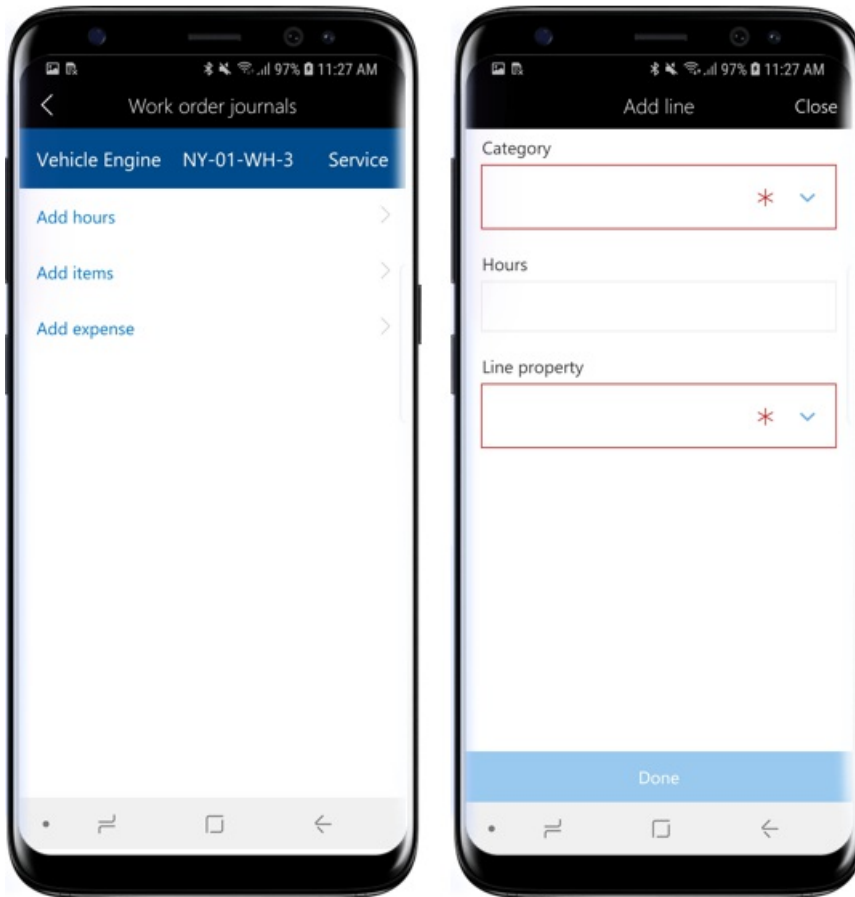 97% 11:27 AM
Work order journals
Vehicle Engine NY-01-WH-3 Service
Add hours
Add items
Add expense
97% 11:27 AM
Add line Close
Category
*
Hours
Line property
*
Done